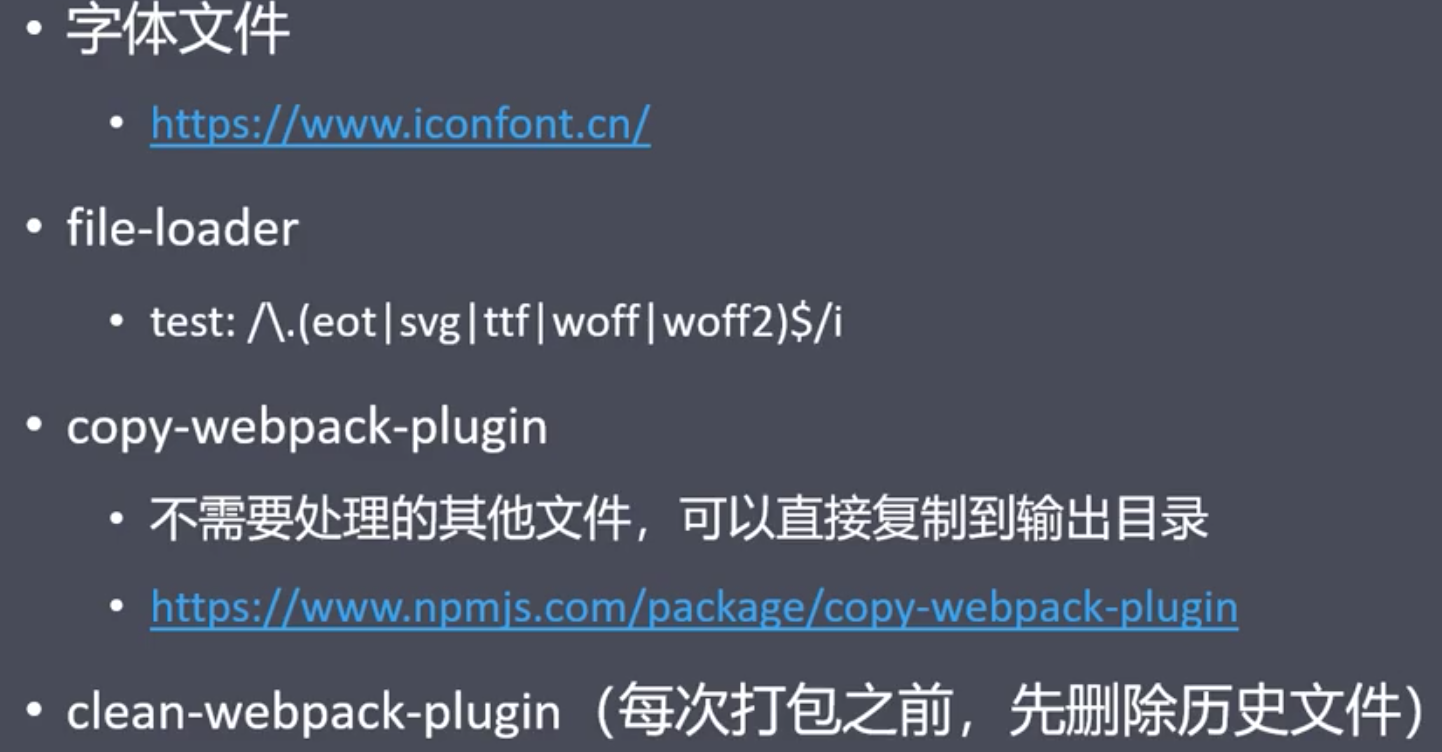 • 字体文件
• https://www.iconfont.cn/
• file-loader
• test: /\.(eot|svg|ttf|woff|woff2)$/i
• copy-webpack-plugin
• 不需要处理的其他文件，可以直接复制到输出目录
• https://www.npmjs.com/package/copy-webpack-plugin
• clean-webpack-plugin（每次打包之前，先删除历史文件）